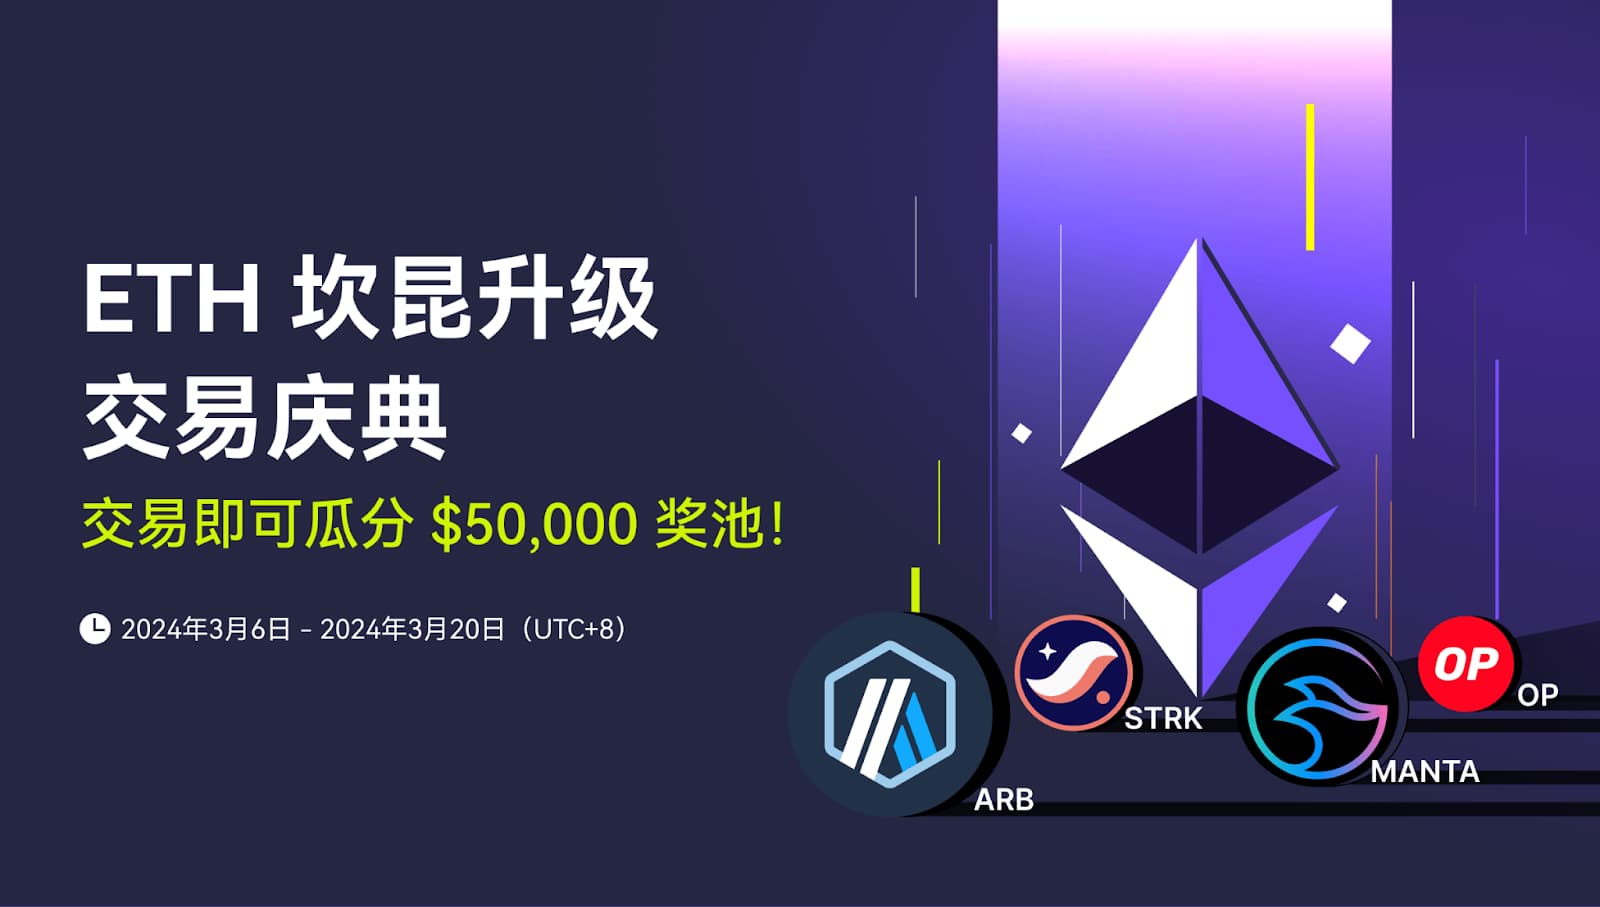 ETH 坎昆升级
交易庆典
交易即可瓜分 $50,000 奖池!
2024年3月6日 - 2024年3月20日（UTC+8）
OP
OP
STRK
MANTA
ARB